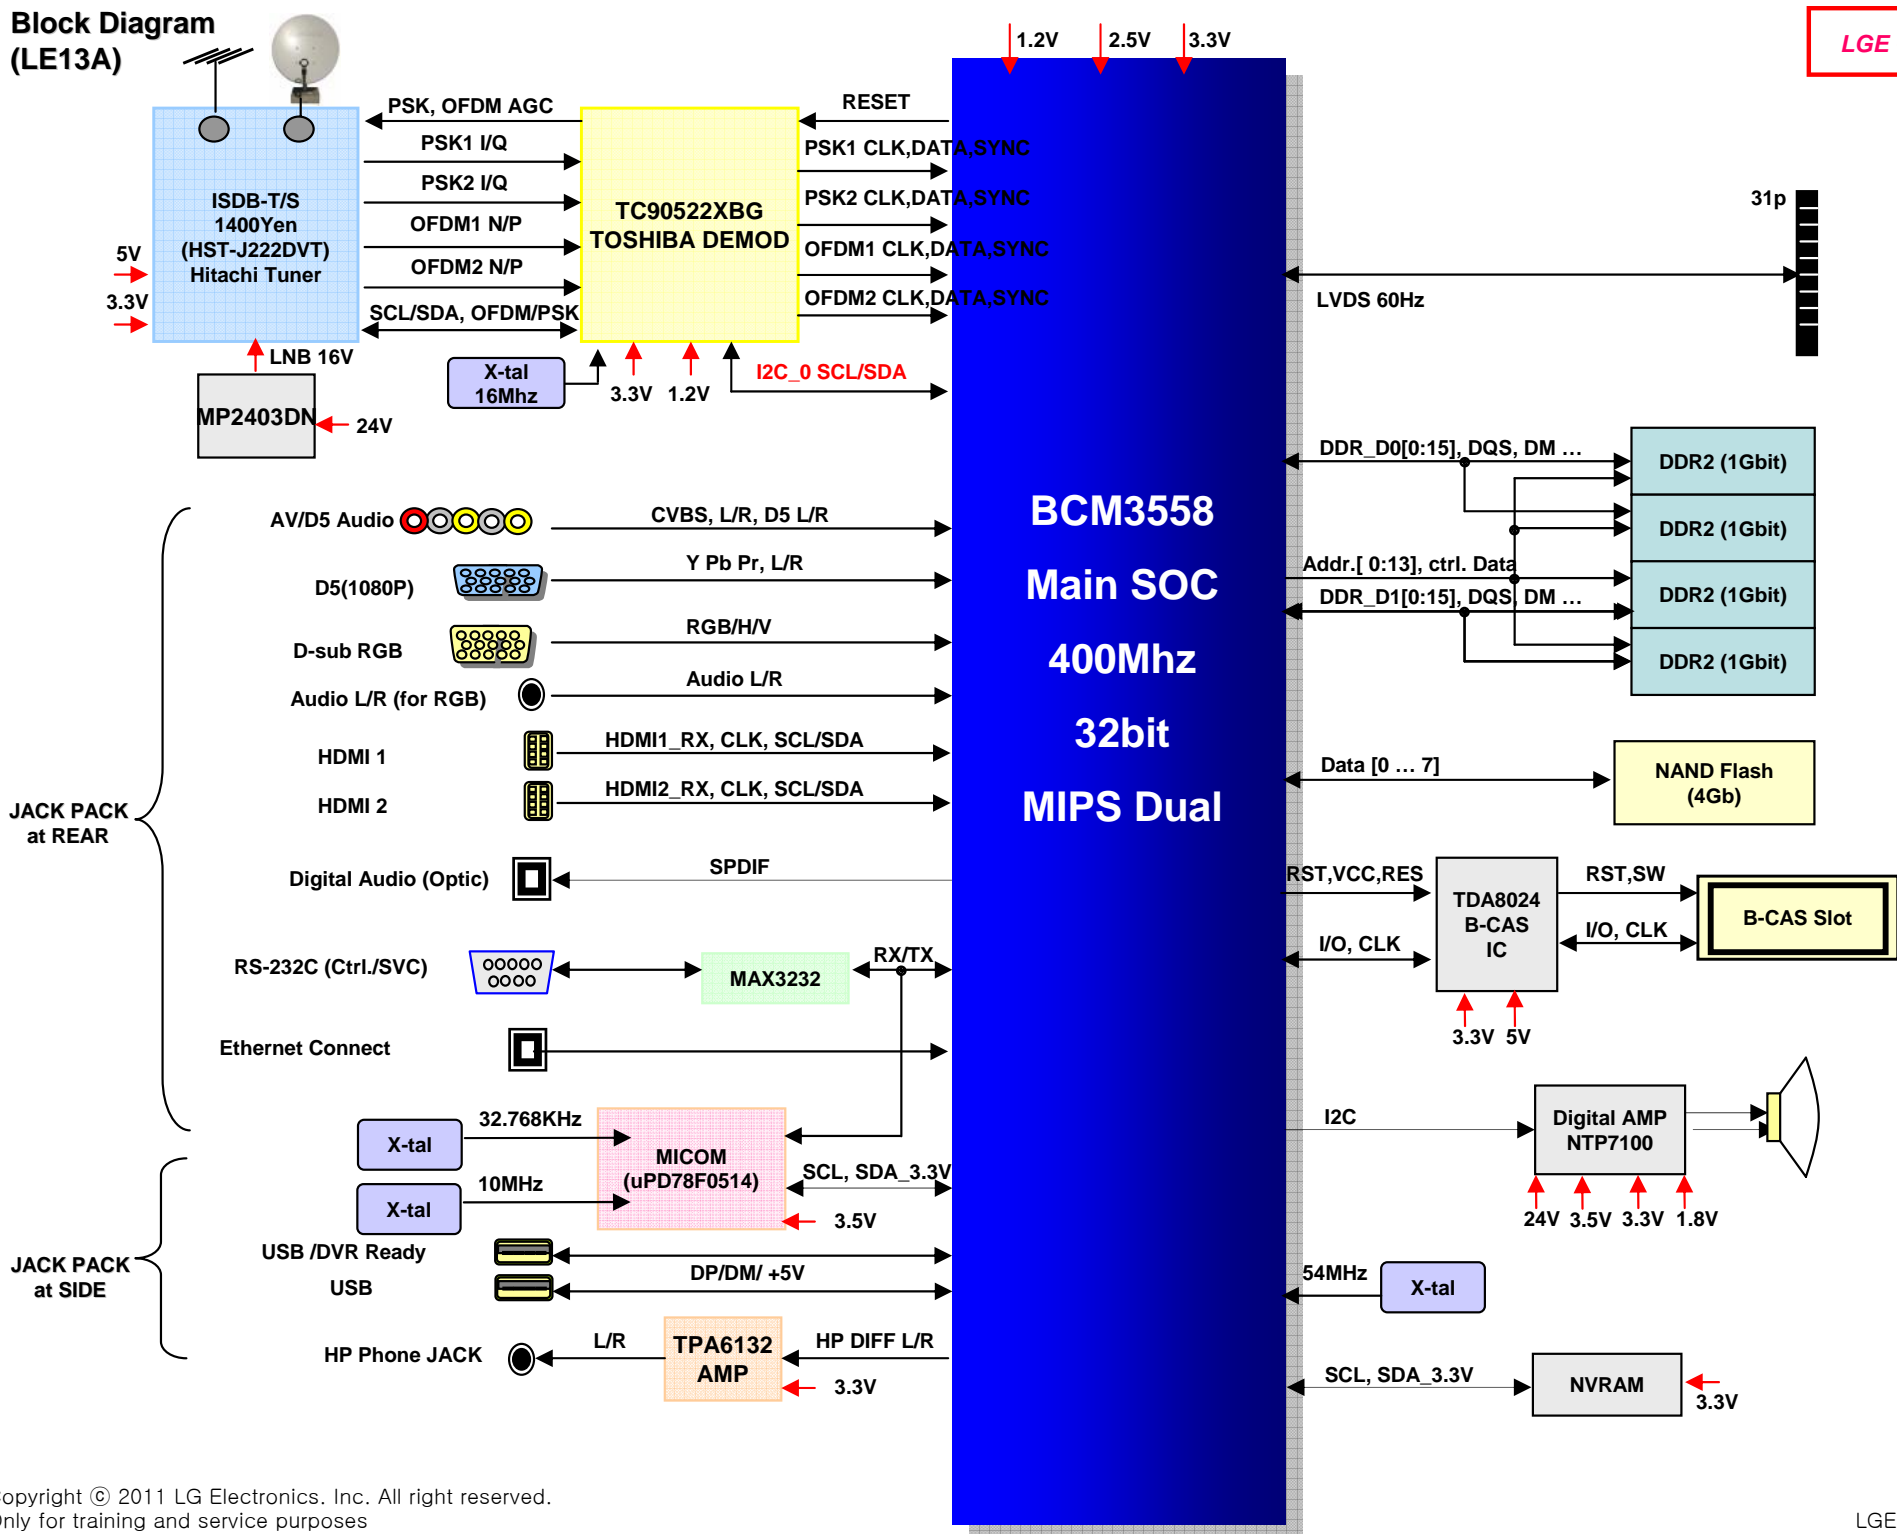 Block Diagram
(LE13A)
LGE
1.2V
2.5V
3.3V
PSK, OFDM AGC
PSK1 I/Q
PSK2 I/Q
OFDM1 N/P
OFDM2 N/P
SCL/SDA, OFDM/PSK
ISDB-T/S
1400Yen
(HST-J222DVT)
Hitachi Tuner
5V
3.3V
LNB 16V
MP2403DN
24V
TC90522XBG
TOSHIBA DEMOD
RESET
PSK1 CLK,DATA,SYNC
PSK2 CLK,DATA,SYNC
OFDM1 CLK,DATA,SYNC
OFDM2 CLK,DATA,SYNC
X-tal
16Mhz
3.3V
1.2V
I2C_0 SCL/SDA
31p
LVDS 60Hz
BCM3558
Main SOC
400Mhz
32bit
MIPS Dual
DDR_D0[0:15], DQS, DM ...
Addr.[ 0:13], ctrl. Data
DDR_D1[0:15], DQS, DM ...
DDR2 (1Gbit)
DDR2 (1Gbit)
DDR2 (1Gbit)
DDR2 (1Gbit)
Data [0 ... 7]
NAND Flash
(4Gb)
RST,VCC,RES
I/O, CLK
TDA8024
B-CAS
IC
RST,SW
I/O, CLK
B-CAS Slot
3.3V
5V
I2C
Digital AMP
NTP7100
24V
3.5V
3.3V
1.8V
54MHz
X-tal
SCL, SDA_3.3V
NVRAM
3.3V
JACK PACK
at REAR
AV/D5 Audio
CVBS, L/R, D5 L/R
D5(1080P)
Y Pb Pr, L/R
D-sub RGB
RGB/H/V
Audio L/R (for RGB)
Audio L/R
HDMI 1
HDMI1_RX, CLK, SCL/SDA
HDMI 2
HDMI2_RX, CLK, SCL/SDA
Digital Audio (Optic)
SPDIF
RS-232C (Ctrl./SVC)
MAX3232
RX/TX
Ethernet Connect
X-tal
32.768KHz
X-tal
10MHz
MICOM
(uPD78F0514)
SCL, SDA_3.3V
3.5V
JACK PACK
at SIDE
USB /DVR Ready
USB
DP/DM/ +5V
HP Phone JACK
L/R
TPA6132
AMP
HP DIFF L/R
3.3V
opyright ⓒ 2011 LG Electronics. Inc. All right reserved.
nly for training and service purposes
LGE